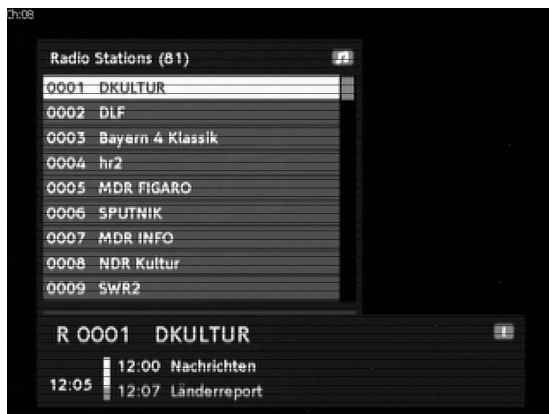 Ch:08
Radio Stations (81)
0001 DKULTUR
0002 DLF
0003 Bayern 4 Klassik
0004 hr2
0005 MDR FIGARO
0006 SPUTNIK
0007 MDR INFO
0008 NDR Kultur
0009 SWR2
R 0001 DKULTUR
12:00 Nachrichten
12:05
12:07 Länderreport